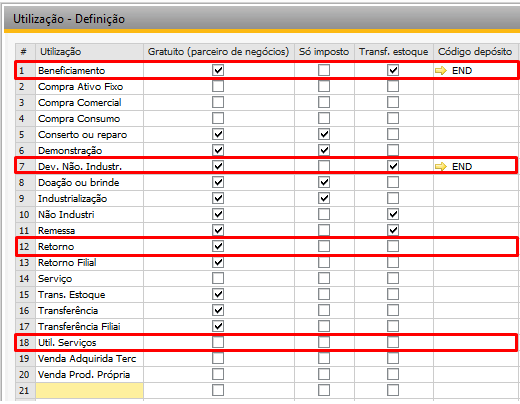 Utilização - Definição
# Utilização Gratuito (parceiro de negócios) Só imposto Transf. estoque Código depósito
1 Beneficiamento END
2 Compra Ativo Fixo
3 Compra Comercial
4 Compra Consumo
5 Conserto ou reparo
6 Demonstração
7 Dev. Não. Industr. END
8 Doação ou brinde
9 Industrialização
10 Não Industri
11 Remessa
12 Retorno
13 Retorno Filial
14 Serviço
15 Trans. Estoque
16 Transferência
17 Transferência Filiai
18 Util. Serviços
19 Venda Adquirida Terc
20 Venda Prod. Própria
21